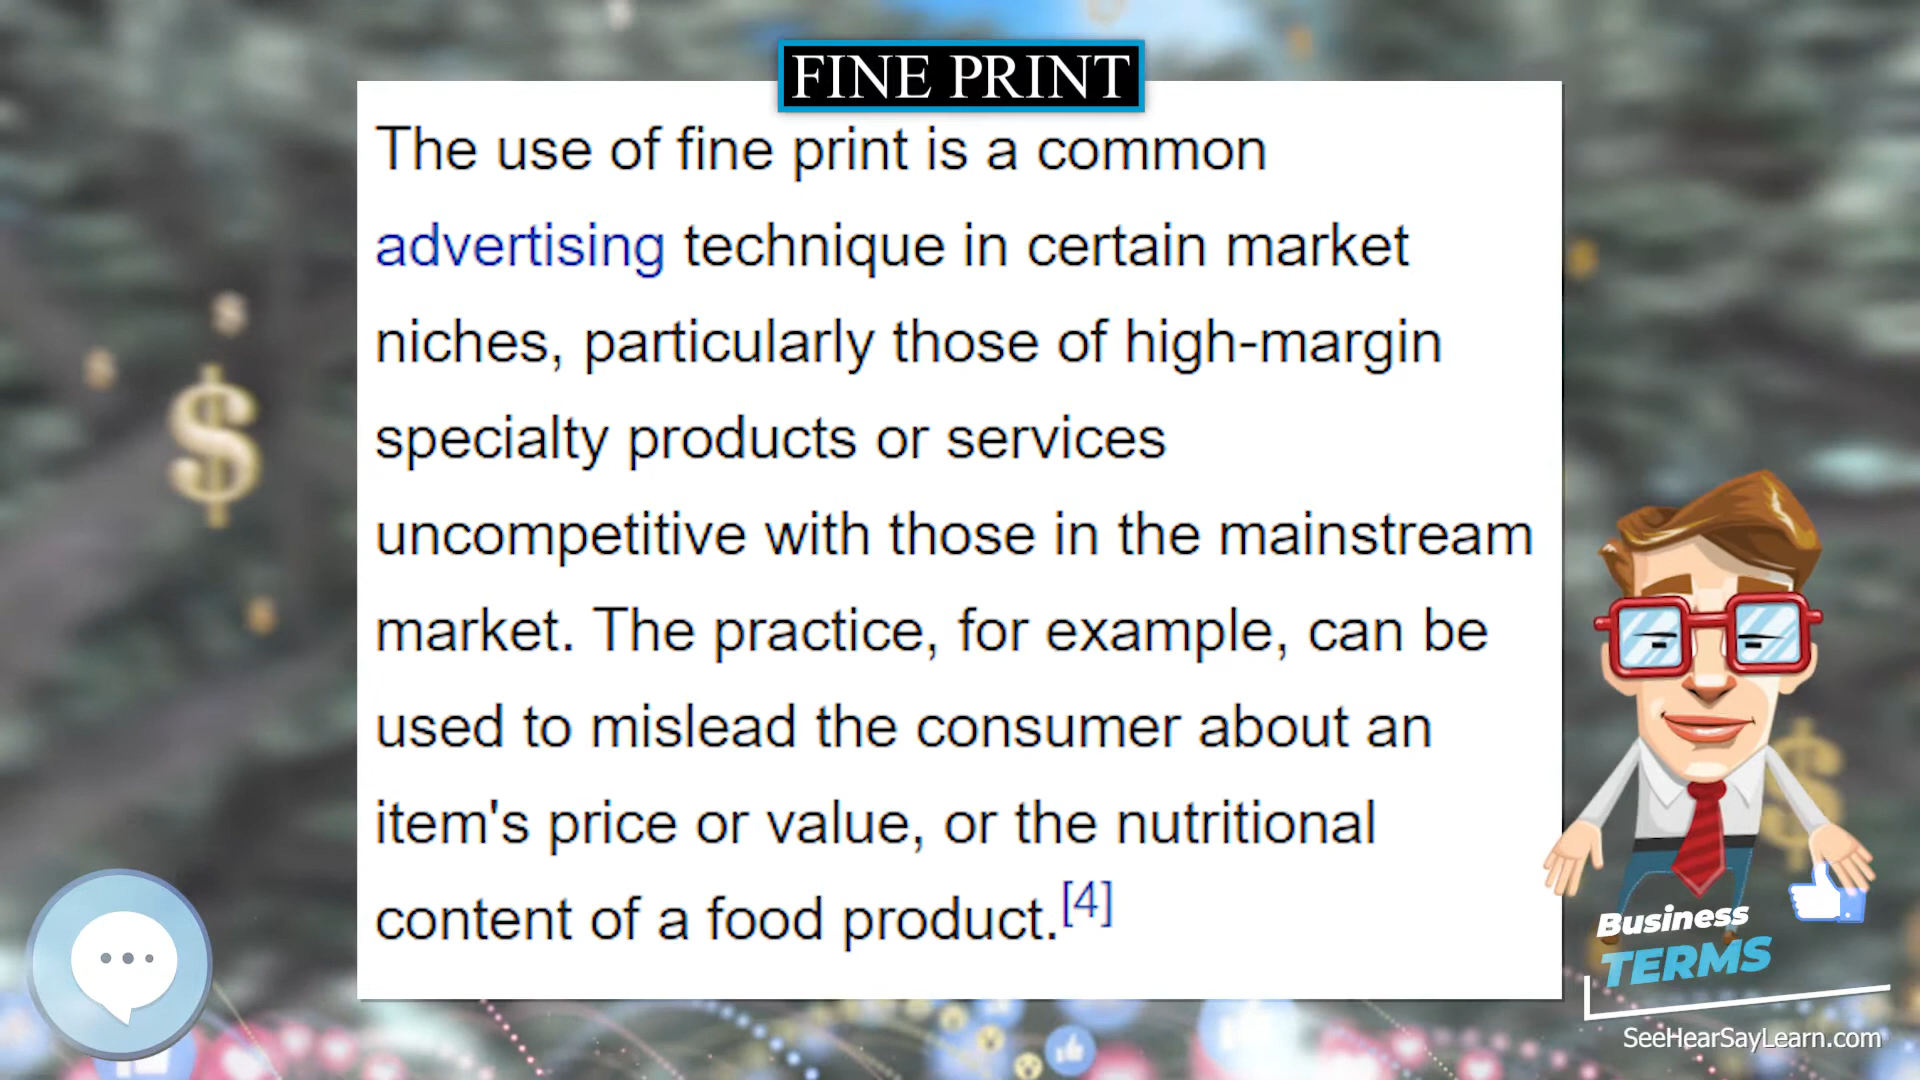 FINE PRINT
The use of fine print is a common
advertising technique in certain market
niches, particularly those of high-margin
specialty products or services
uncompetitive with those in the mainstream
market. The practice, for example, can be
used to mislead the consumer about an
item's price or value, or the nutritional
content of a food product.[4]
Business
TERMS
SeeHearSayLearn.com